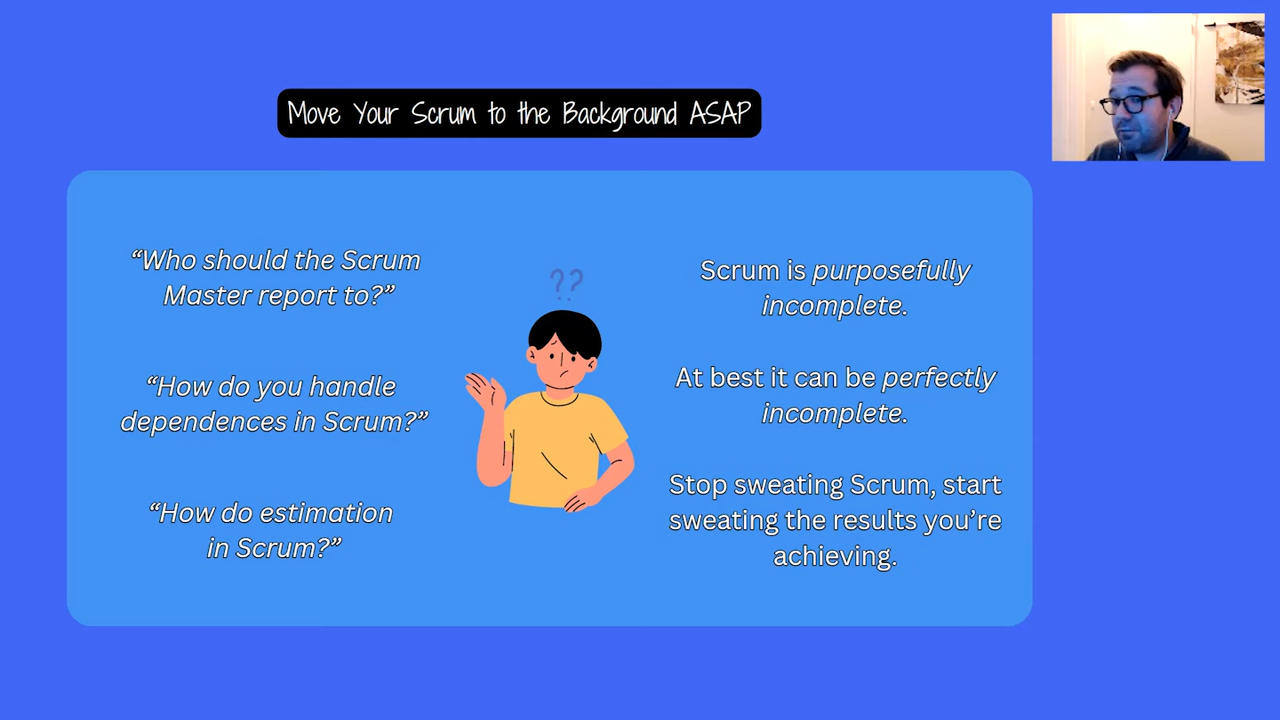 Move Your Scrum to the Background ASAP
“Who should the Scrum
Master report to?”
“How do you handle
dependences in Scrum?”
“How do estimation
in Scrum?”
??
Scrum is purposefully
incomplete.
At best it can be perfectly
incomplete.
Stop sweating Scrum, start
sweating the results you’re
achieving.